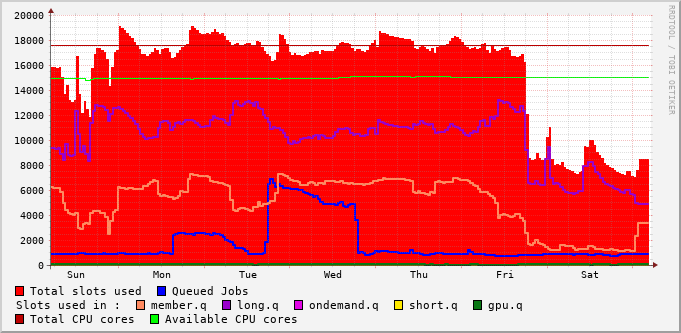 20000
18000
16000
14000
12000
10000
8000
6000
4000
2000
0
Sun Mon Tue Wed Thu Fri Sat
RRDTOOL / TOBI OETIKER
Total slots used Queued Jobs
Slots used in : member.q long.q ondemand.q short.q gpu.q
Total CPU cores Available CPU cores